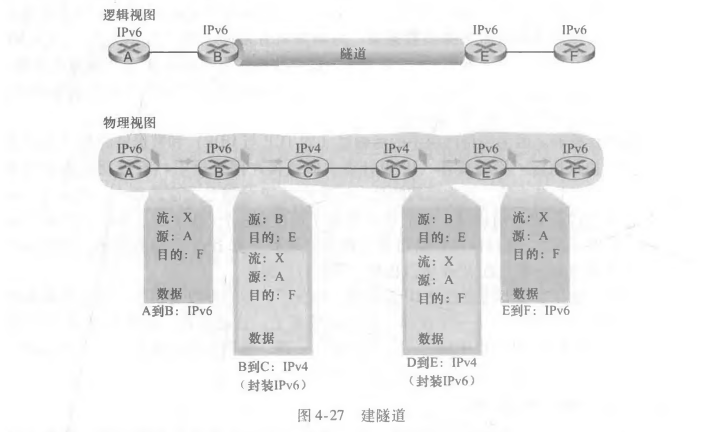 逻辑视图
IPv6 IPv6 IPv6 IPv6
A B 隧道 E F
物理视图
IPv6 IPv6 IPv4 IPv4 IPv6 IPv6
A B C D E F
流：X
源：A
目的：F
数据
A到B：IPv6
源：B
目的：E
流：X
源：A
目的：F
数据
B到C：IPv4
（封装IPv6）
源：B
目的：E
流：X
源：A
目的：F
数据
D到E：IPv4
（封装IPv6）
流：X
源：A
目的：F
数据
E到F：IPv6
图 4-27 建隧道